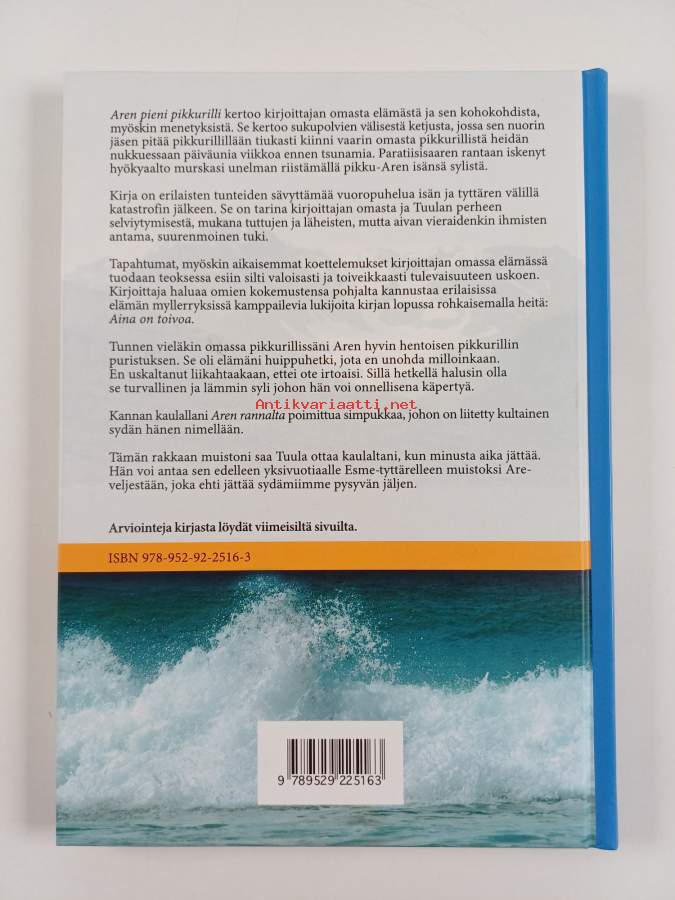 Aren pieni pikkurilli kertoo kirjoittajan omasta elämästä ja sen kohokohdista,
myöskin menetyksistä. Se kertoo sukupolvien välisestä ketjusta, jossa sen nuorin
jäsen pitää pikkurillillään tiukasti kiinni vaarin omasta pikkurillistä heidän
nukkuessaan päiväunia viikkoa ennen tsunamia. Paratiisisaaren rantaan iskenyt
hyökyaalto murskasi unelman riistämällä pikku-Aren isänsä sylistä.
Kirja on erilaisten tunteiden sävyttämää vuoropuhelua isän ja tyttären välillä
katastrofin jälkeen. Se on tarina kirjoittajan omasta ja Tuulan perheen
selviytymisestä, mukana tuttujen ja läheisten, mutta aivan vieraidenkin ihmisten
antama, suurenmoinen tuki.
Tapahtumat, myöskin aikaisemmat koettelemukset kirjoittajan omassa elämässä
tuodaan teoksessa esiin silti valoisasti ja toiveikkaasti tulevaisuuteen uskoen.
Kirjoittaja haluaa omien kokemustensa pohjalta kannustaa erilaisissa
elämän myllerryksissä kamppailevia lukijoita kirjan lopussa rohkaisemalla heitä:
Aina on toivoa.
Tunnen vieläkin omassa pikkurillissäni Aren hyvin hentoisen pikkurillin
puristuksen. Se oli elämäni huippuhetki, jota en unohda milloinkaan.
En uskaltanut liikahtaakaan, ettei ote irtoaisi. Sillä hetkellä halusin olla
se turvallinen ja lämmin syli johon hän voi onnellisena käpertyä.
Antikvariaatti.net
Kannan kaulallani Aren rannalta poimittua simpukkaa, johon on liitetty kultainen
sydän hänen nimellään.
Tämän rakkaan muistoni saa Tuula ottaa kaulaltani, kun minusta aika jättää.
Hän voi antaa sen edelleen yksivuotiaalle Esme-tyttärelleen muistoksi Are-
veljestään, joka ehti jättää sydämiimme pysyvän jäljen.
Arviointeja kirjasta löydät viimeisiltä sivuilta.
ISBN 978-952-92-2516-3
9 789529 225163